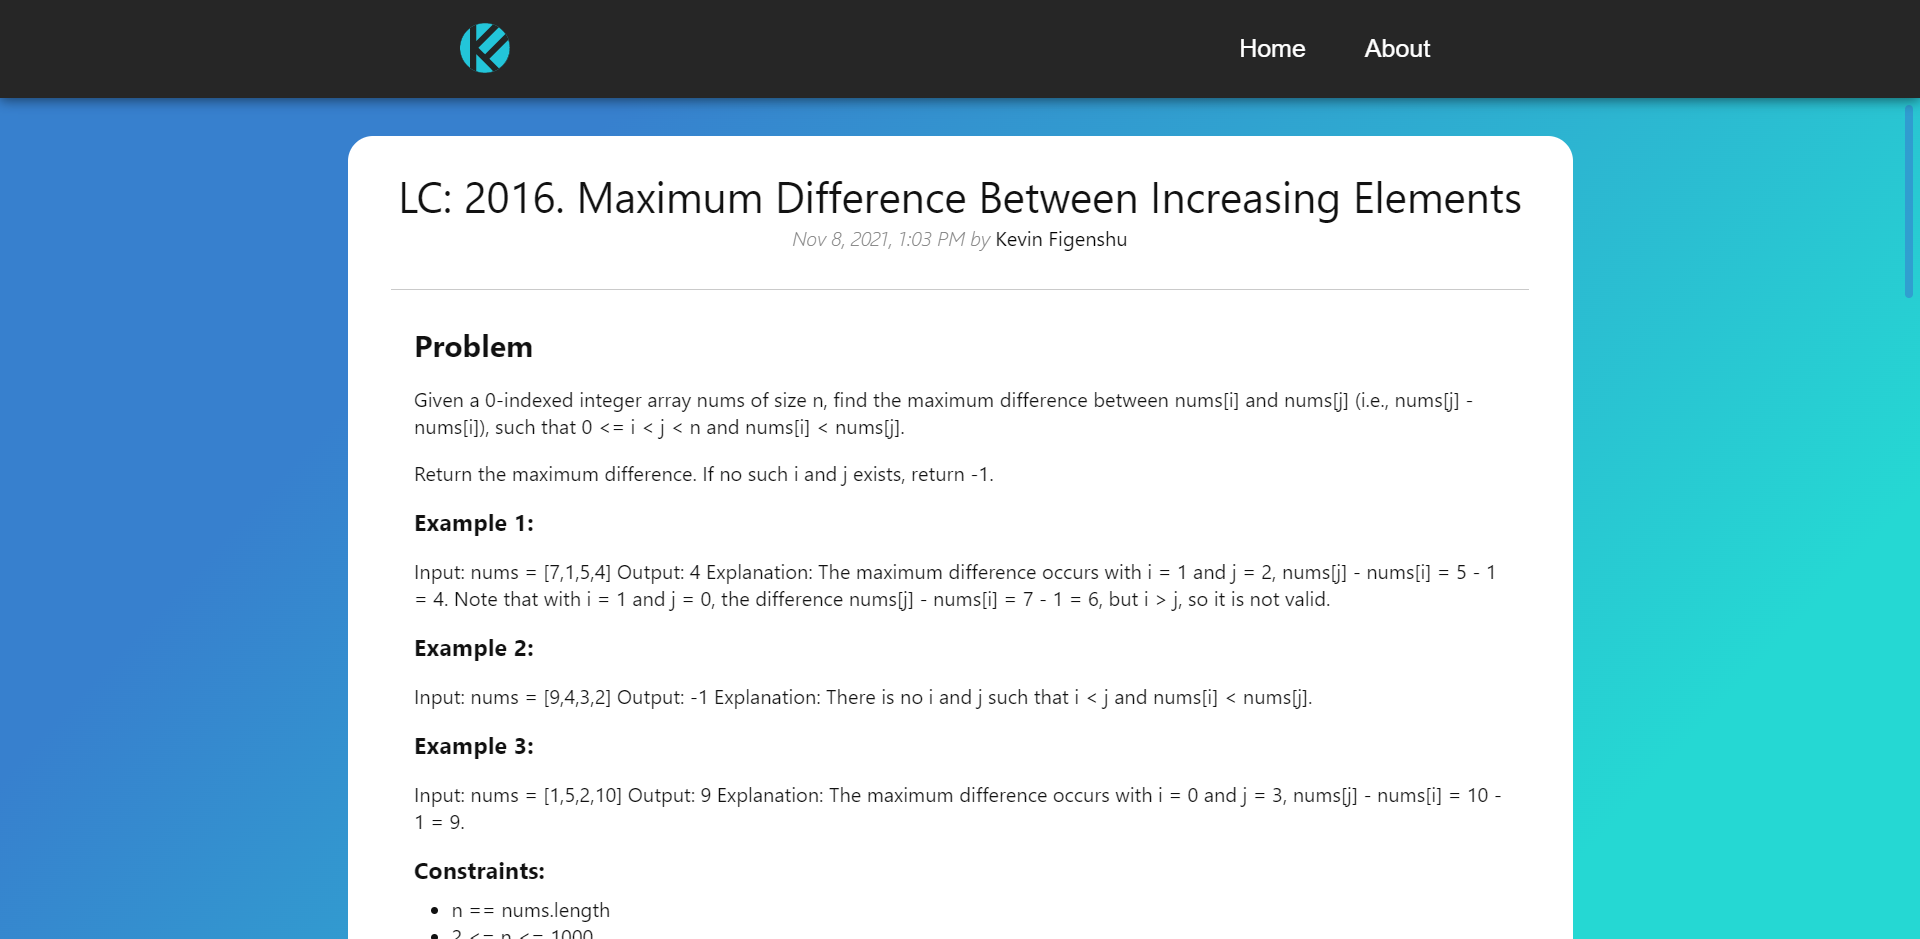 Home About
LC: 2016. Maximum Difference Between Increasing Elements
Nov 8, 2021, 1:03 PM by Kevin Figenshu
Problem
Given a 0-indexed integer array nums of size n, find the maximum difference between nums[i] and nums[j] (i.e., nums[j] -
nums[i]), such that 0 <= i < j < n and nums[i] < nums[j].
Return the maximum difference. If no such i and j exists, return -1.
Example 1:
Input: nums = [7,1,5,4] Output: 4 Explanation: The maximum difference occurs with i = 1 and j = 2, nums[j] - nums[i] = 5 - 1
= 4. Note that with i = 1 and j = 0, the difference nums[j] - nums[i] = 7 - 1 = 6, but i > j, so it is not valid.
Example 2:
Input: nums = [9,4,3,2] Output: -1 Explanation: There is no i and j such that i < j and nums[i] < nums[j].
Example 3:
Input: nums = [1,5,2,10] Output: 9 Explanation: The maximum difference occurs with i = 0 and j = 3, nums[j] - nums[i] = 10 -
1 = 9.
Constraints:
• n == nums.length
• 2 <= n <= 1000